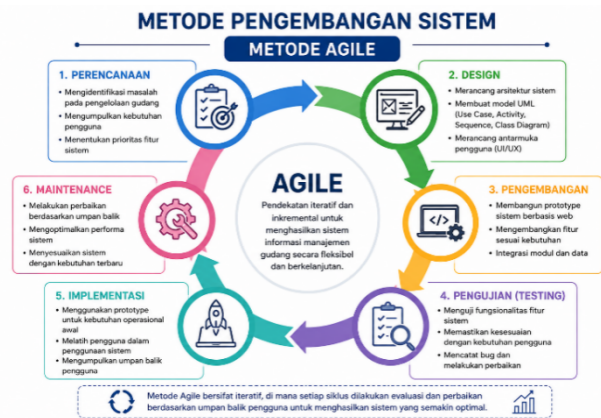 METODE PENGEMBANGAN SISTEM
METODE AGILE
1. PERENCANAAN
• Mengidentifikasi masalah
pada pengelolaan gudang
• Mengumpulkan kebutuhan
pengguna
• Menentukan prioritas fitur
sistem
2. DESIGN
• Merancang arsitektur sistem
• Membuat model UML
(Use Case, Activity,
Sequence, Class Diagram)
• Merancang antarmuka
pengguna (UI/UX)
3. PENGEMBANGAN
• Membangun prototype
sistem berbasis web
• Mengembangkan fitur
sesuai kebutuhan
• Integrasi modul dan data
4. PENGUJIAN (TESTING)
• Menguji fungsionalitas fitur
sistem
• Memastikan kesesuaian
dengan kebutuhan pengguna
• Mencatat bug dan
melakukan perbaikan
5. IMPLEMENTASI
• Menggunakan prototype
untuk kebutuhan operasional
awal
• Melatih pengguna dalam
penggunaan sistem
• Mengumpulkan umpan balik
pengguna
6. MAINTENANCE
• Melakukan perbaikan
berdasarkan umpan balik
• Mengoptimalkan performa
sistem
• Menyesuaikan sistem
dengan kebutuhan terbaru
AGILE
Pendekatan iteratif dan
inkremental untuk
menghasilkan sistem
informasi manajemen
gudang secara fleksibel
dan berkelanjutan.
</>
Metode Agile bersifat iteratif, di mana setiap siklus dilakukan evaluasi dan perbaikan
berdasarkan umpan balik pengguna untuk menghasilkan sistem yang semakin optimal.